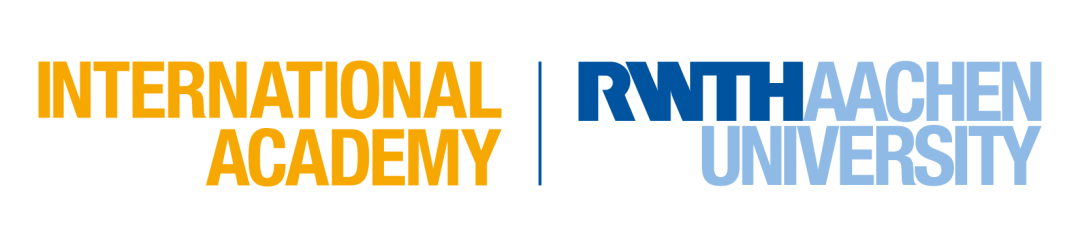 INTERNATIONAL
ACADEMY
RWTHAACHEN
UNIVERSITY